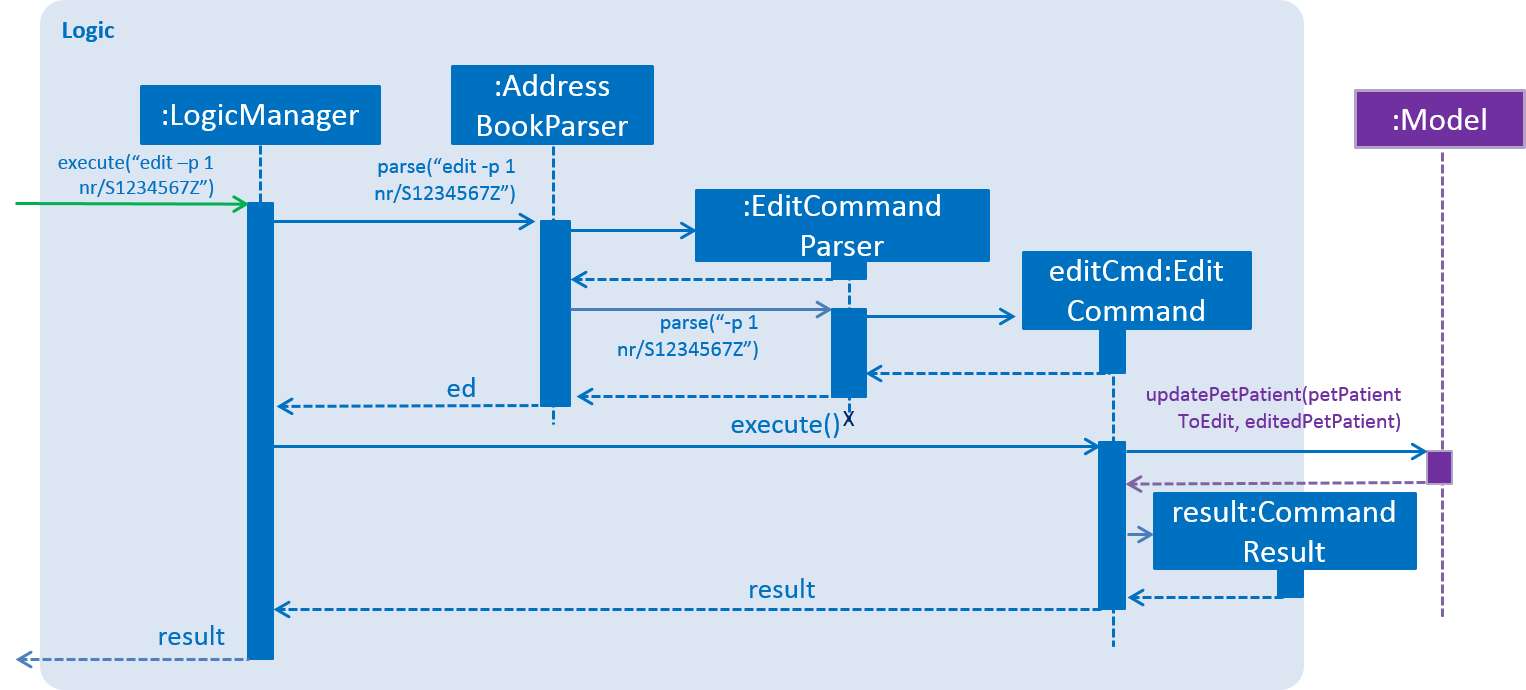 Logic
:LogicManager
:Address
BookParser
:Model
execute(“edit –p 1
nr/S1234567Z”)
parse(“edit -p 1
nr/S1234567Z”)
:EditCommand
Parser
editCmd:Edit
Command
parse(“-p 1
nr/S1234567Z”)
ed
execute()
X
updatePetPatient(petPatient
ToEdit, editedPetPatient)
result:Command
Result
result
result